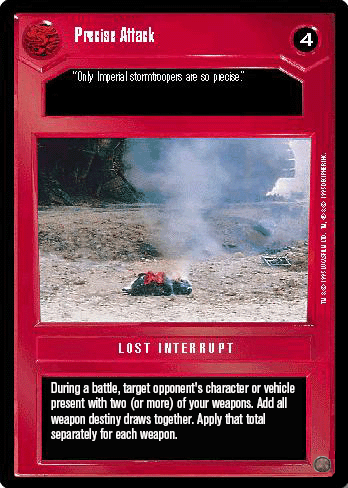 Precise Attack
4
"Only Imperial stormtroopers are so precise."
LOST INTERRUPT
During a battle, target opponent's character or vehicle
present with two (or more) of your weapons. Add all
weapon destiny draws together. Apply that total
separately for each weapon.